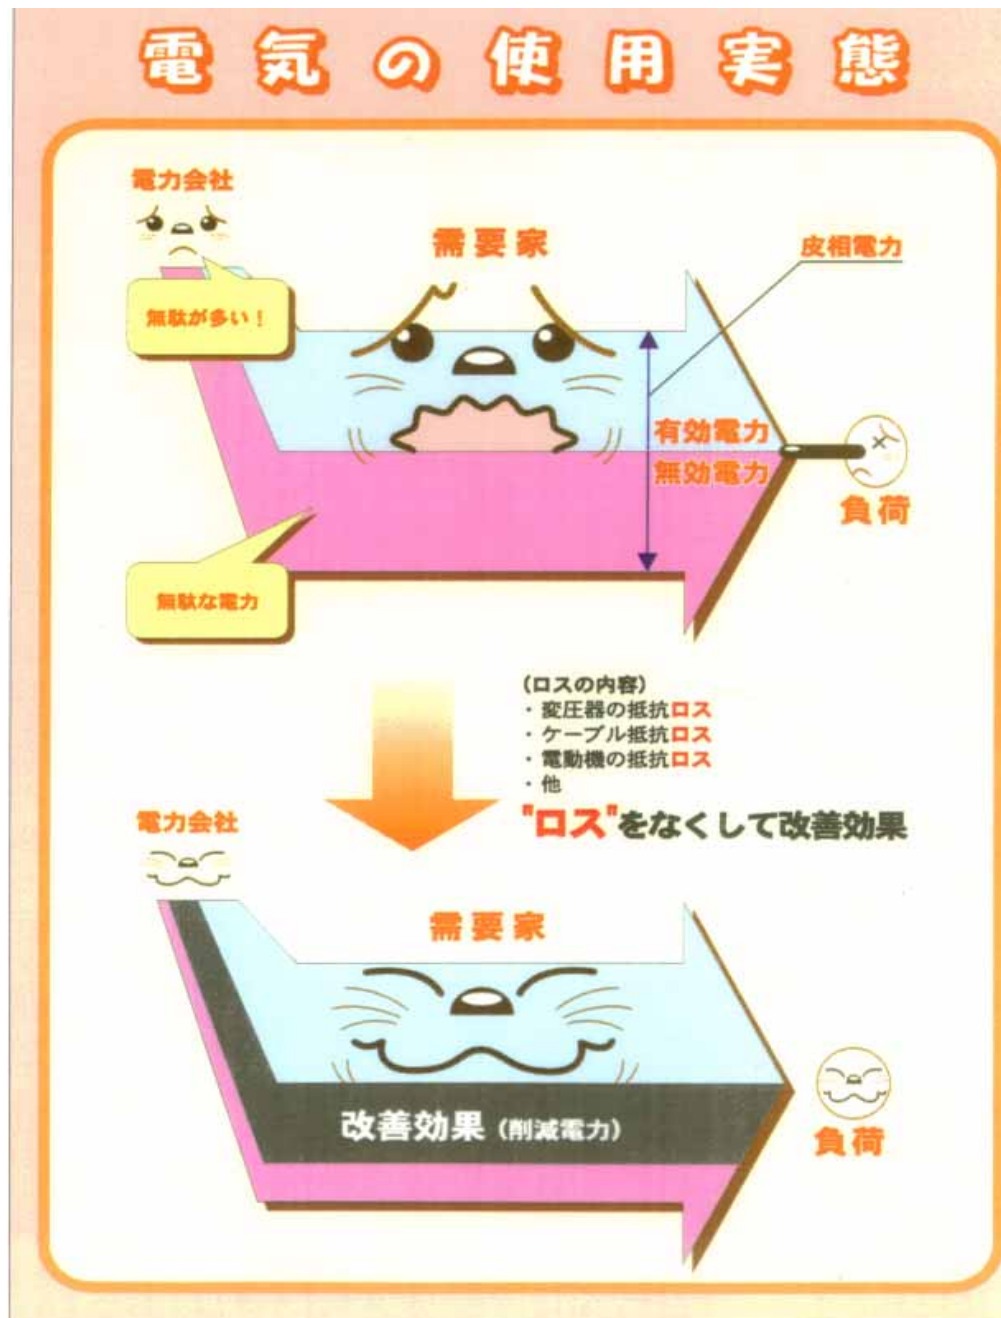 電気の使用実態
電力会社
需要家
皮相電力
無駄が多い!
有効電力
無効電力
負荷
無駄な電力
(ロスの内容)
・変圧器の抵抗ロス
・ケーブル抵抗ロス
・電動機の抵抗ロス
・他
"ロス"をなくして改善効果
電力会社
需要家
改善効果(削減電力)
負荷